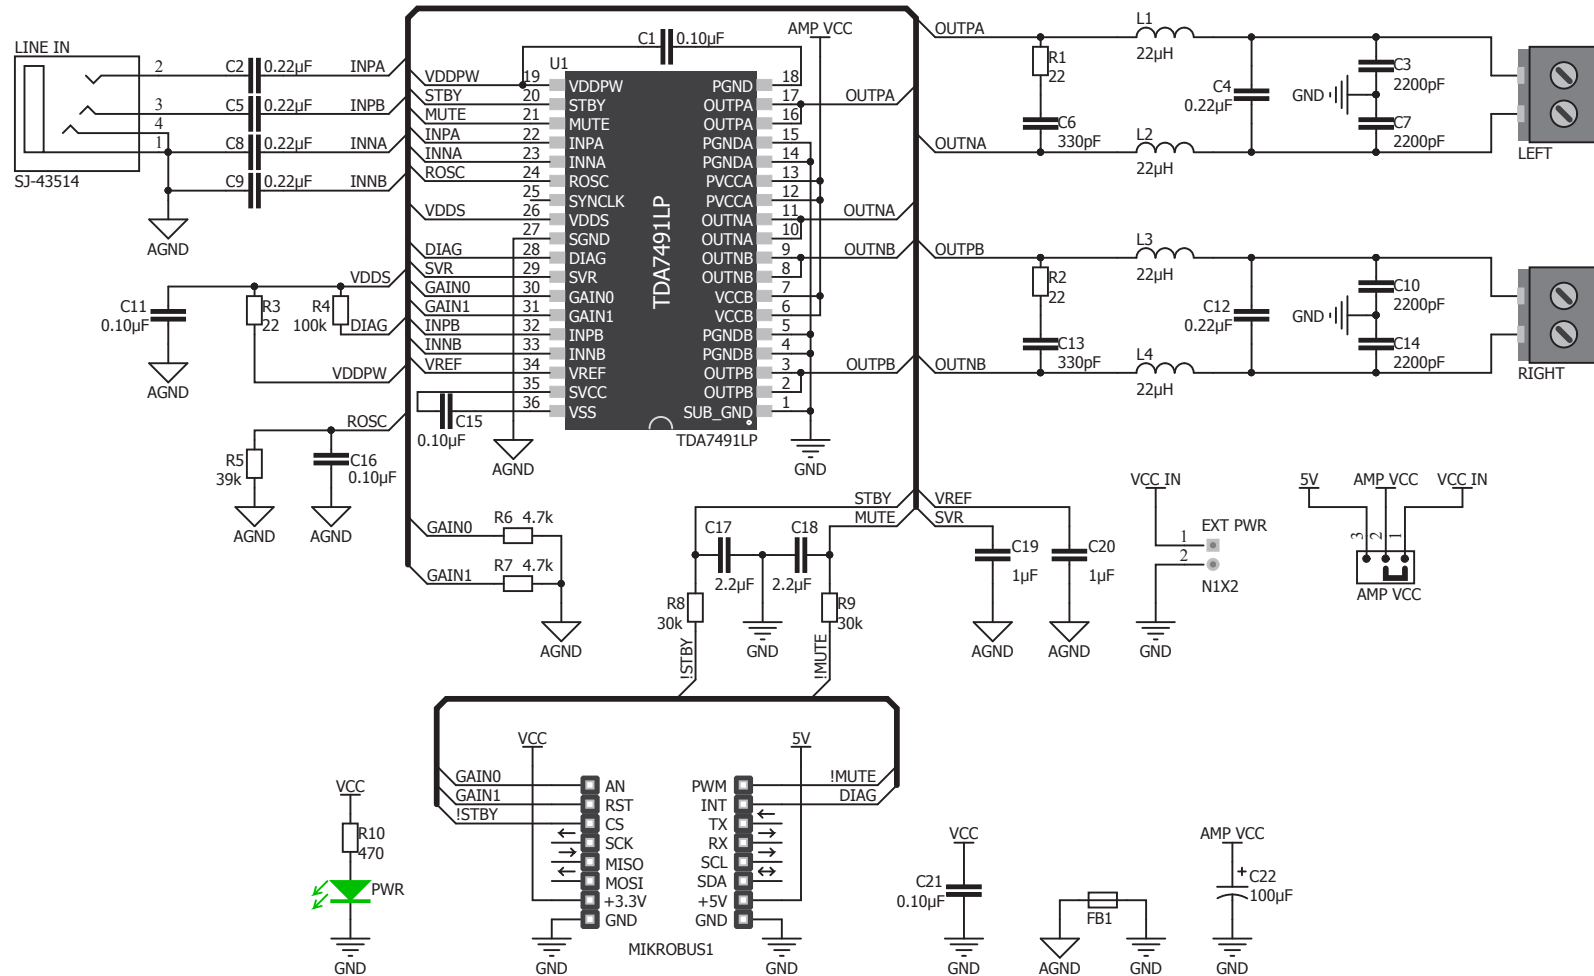 LINE IN
2
3
4
1
SJ-43514
C2 0.22µF INPA
C5 0.22µF INPB
C8 0.22µF INNA
C9 0.22µF INNB
AGND
C11
0.10µF
AGND
R3
22
R4
100k
VDDS
DIAG
VDDPW
ROSC
R5
39k
C16
0.10µF
AGND
AGND
C1 0.10µF
AMP VCC
U1
VDDPW 19 VDDPW
STBY 20 STBY
MUTE 21 MUTE
INPA 22 INPA
INNA 23 INNA
ROSC 24 ROSC
25 SYNCLK
VDDS 26 VDDS
27 SGND
DIAG 28 DIAG
SVR 29 SVR
GAIN0 30 GAIN0
GAIN1 31 GAIN1
INPB 32 INPB
INNB 33 INNB
VREF 34 VREF
35 SVCC
36 VSS
C15
0.10µF
AGND
TDA7491LP
PGND 18
OUTPA 17 OUTPA
OUTPA 16
PGNDA 15
PGNDA 14
PVCCA 13
PVCCA 12
OUTNA 11 OUTNA
OUTNA 10
OUTNB 9 OUTNB
OUTNB 8
VCCB 7
VCCB 6
PGNDB 5
PGNDB 4
OUTPB 3 OUTPB
OUTPB 2
SUB_GND 1
TDA7491LP
GND
OUTPA
OUTNA
R1
22
C6
330pF
L1
22µH
L2
22µH
C4
0.22µF
GND
C3
2200pF
C7
2200pF
LEFT
OUTPB
OUTNB
R2
22
C13
330pF
L3
22µH
L4
22µH
C12
0.22µF
GND
C10
2200pF
C14
2200pF
RIGHT
GAIN0
R6 4.7k
GAIN1
R7 4.7k
AGND
STBY
MUTE
C17
2.2µF
C18
2.2µF
R8
30k
R9
30k
GND
!STBY
!MUTE
VREF
SVR
C19
1µF
C20
1µF
AGND
AGND
VCC IN
EXT PWR
1
2
N1X2
GND
5V
AMP VCC
VCC IN
3
2
1
AMP VCC
VCC
5V
GAIN0
GAIN1
!STBY
AN
RST
CS
SCK
MISO
MOSI
+3.3V
GND
PWM
INT
TX
RX
SCL
SDA
+5V
GND
!MUTE
DIAG
MIKROBUS1
GND
GND
VCC
R10
470
PWR
GND
VCC
C21
0.10µF
GND
FB1
AGND
GND
AMP VCC
+
C22
100µF
GND